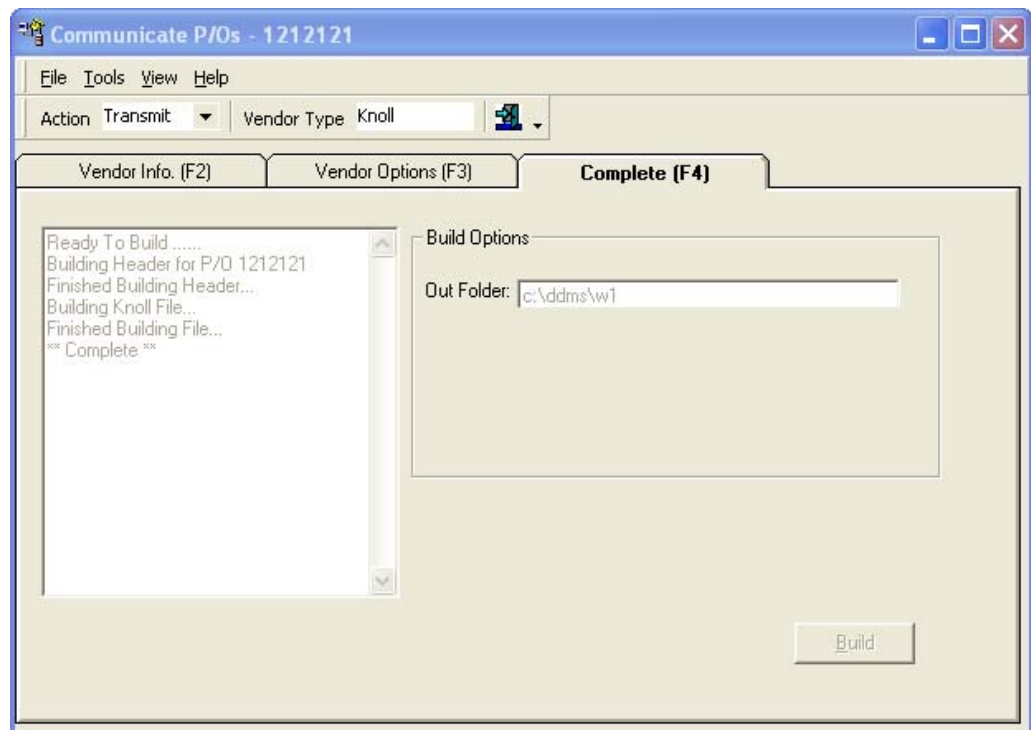 Communicate P/Os - 1212121
File Tools View Help
Action Transmit Vendor Type Knoll
Vendor Info. (F2) Vendor Options (F3) Complete (F4)
Ready To Build ......
Building Header for P/O 1212121
Finished Building Header...
Building Knoll File...
Finished Building File...
** Complete **
Build Options
Out Folder: c:\ddms\w1
Build